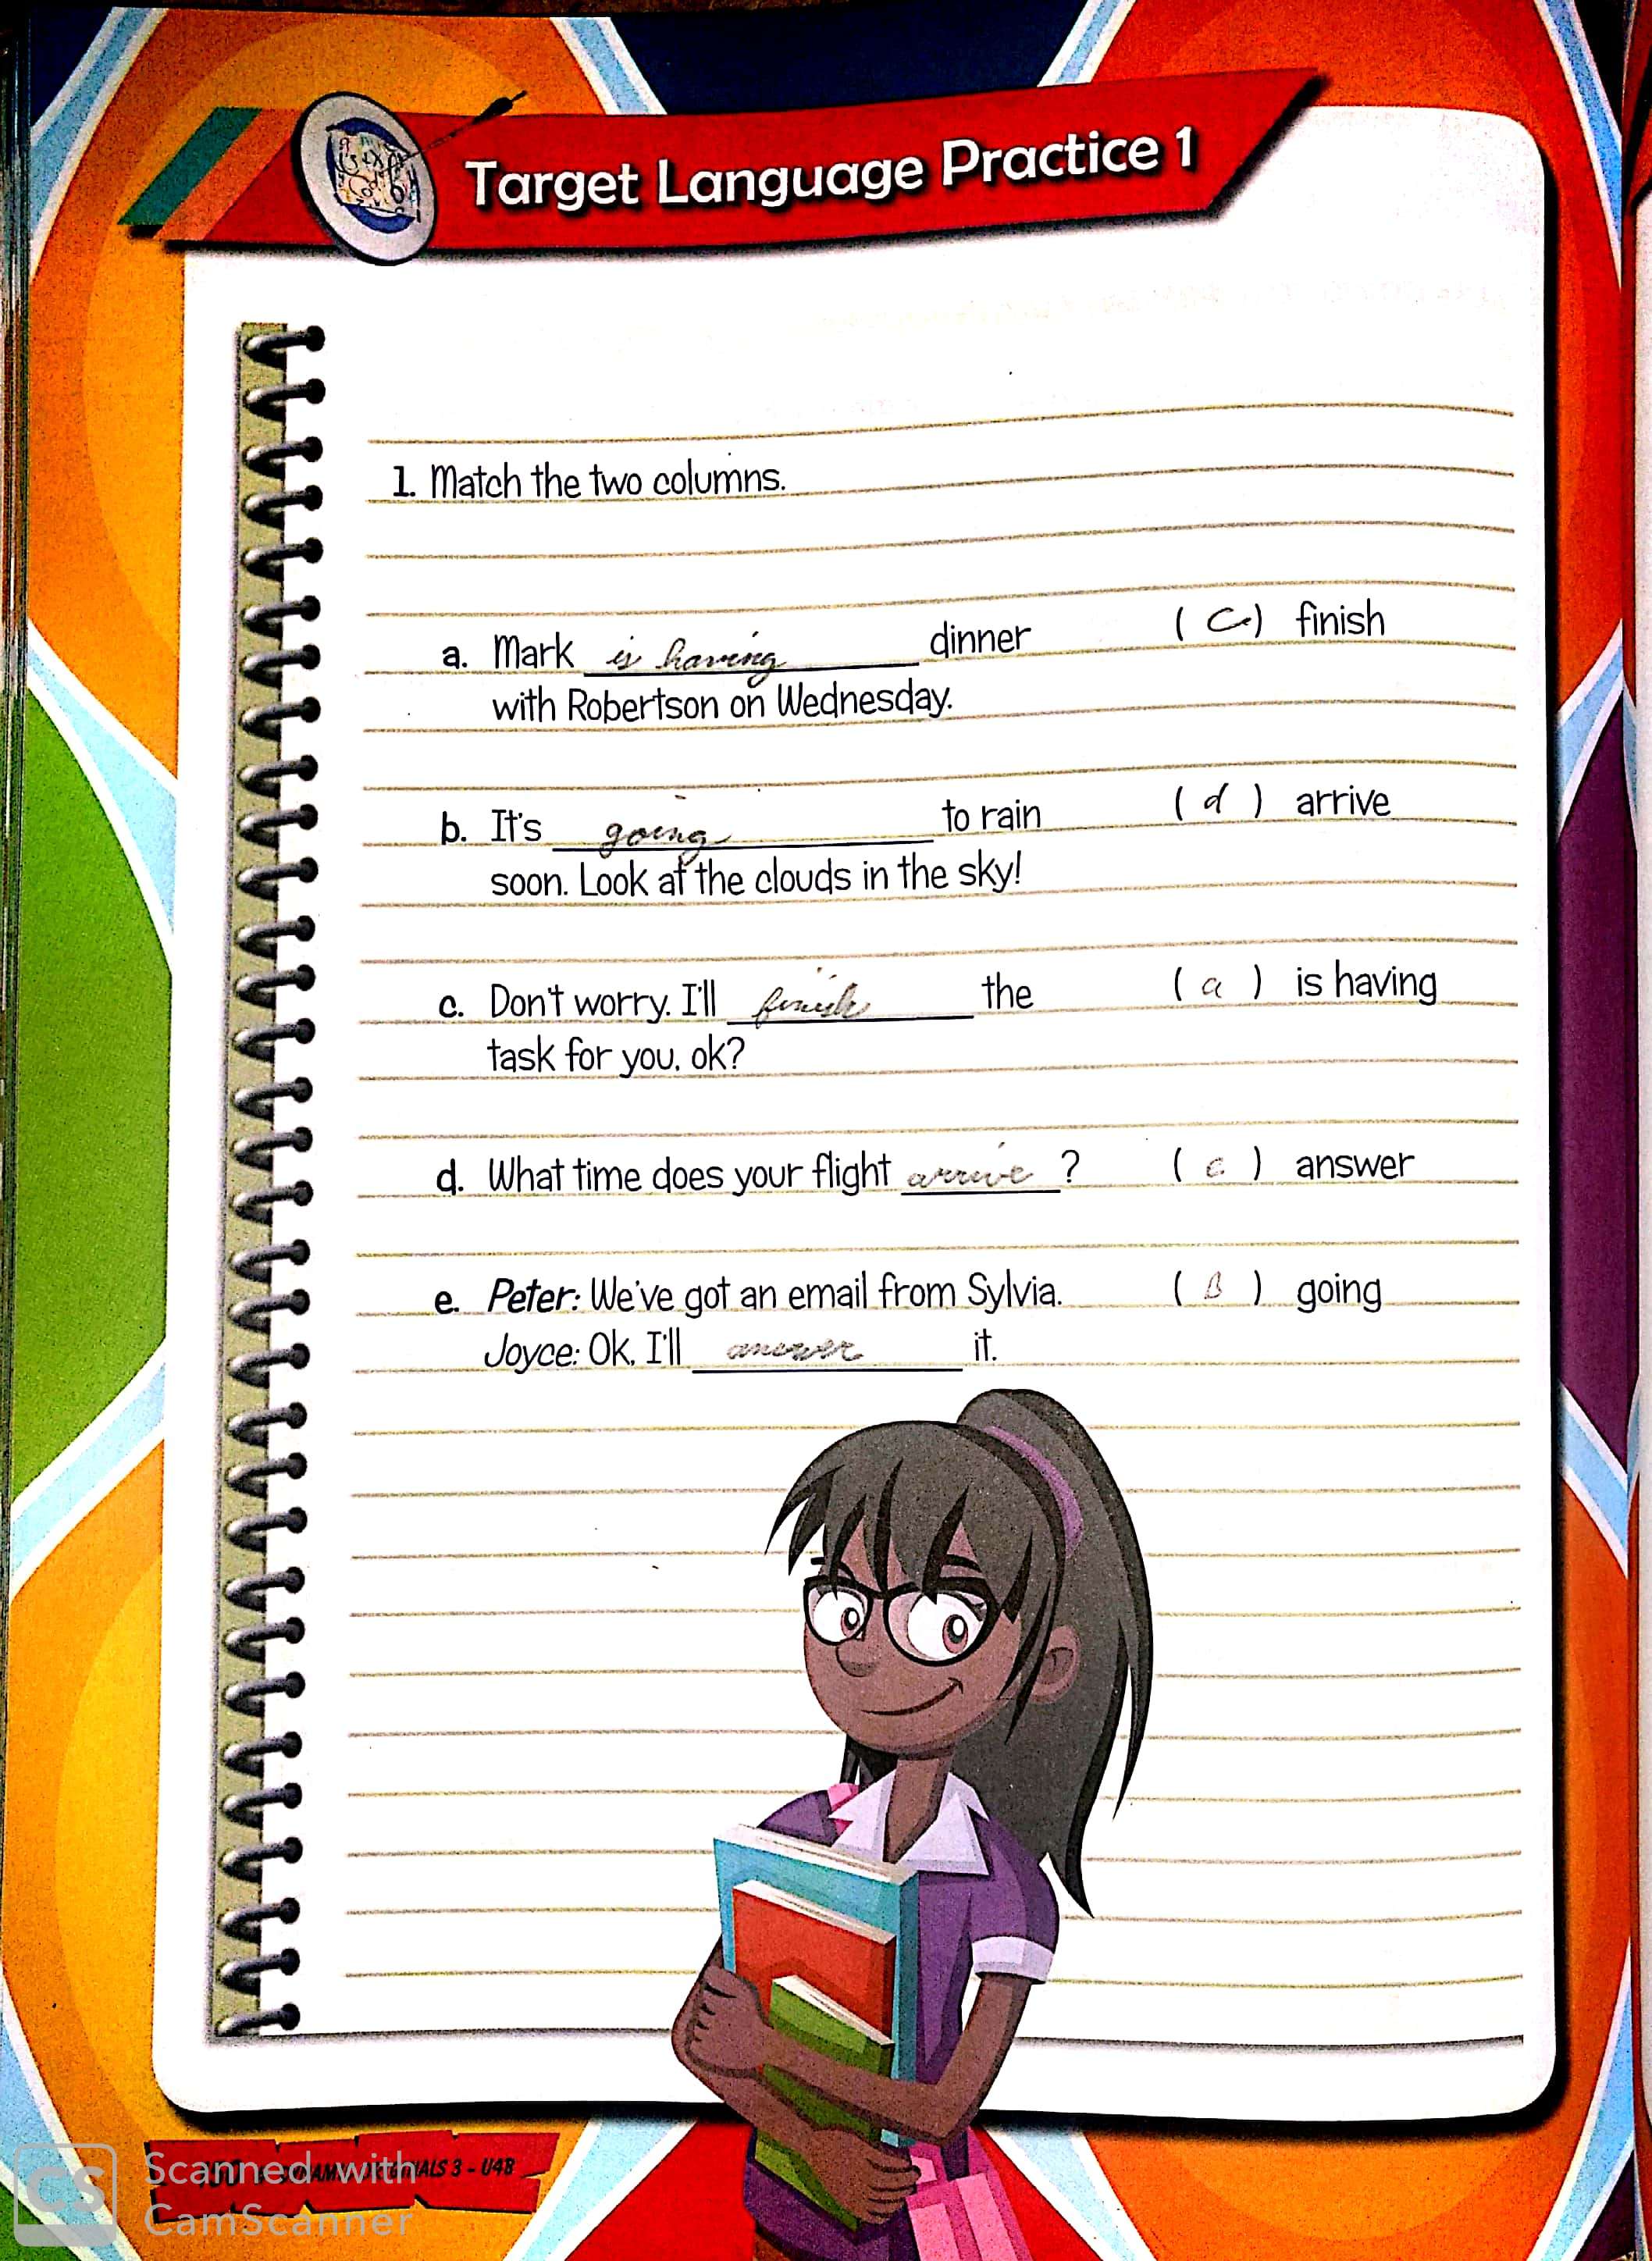 Target Language Practice 1
1. Match the two columns.
a. Mark is having dinner
with Robertson on Wednesday.
( c ) finish
b. It's going to rain
soon. Look at the clouds in the sky!
( d ) arrive
c. Don't worry. I'll finish the
task for you, ok?
( a ) is having
d. What time does your flight arrive ?
( c ) answer
e. Peter: We've got an email from Sylvia.
Joyce: Ok, I'll answer it.
( B ) going
3 - U4B
CS
Scanned with
CamScanner